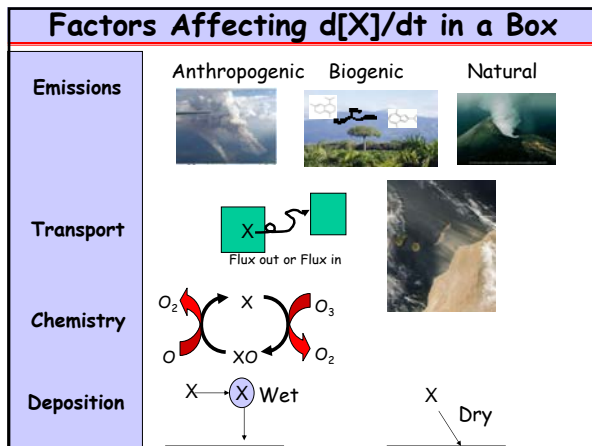 Factors Affecting d[X]/dt in a Box
Emissions
Anthropogenic Biogenic Natural
Transport
X
Flux out or Flux in
Chemistry
O2 X O3
O XO O2
Deposition
X X Wet
X Dry